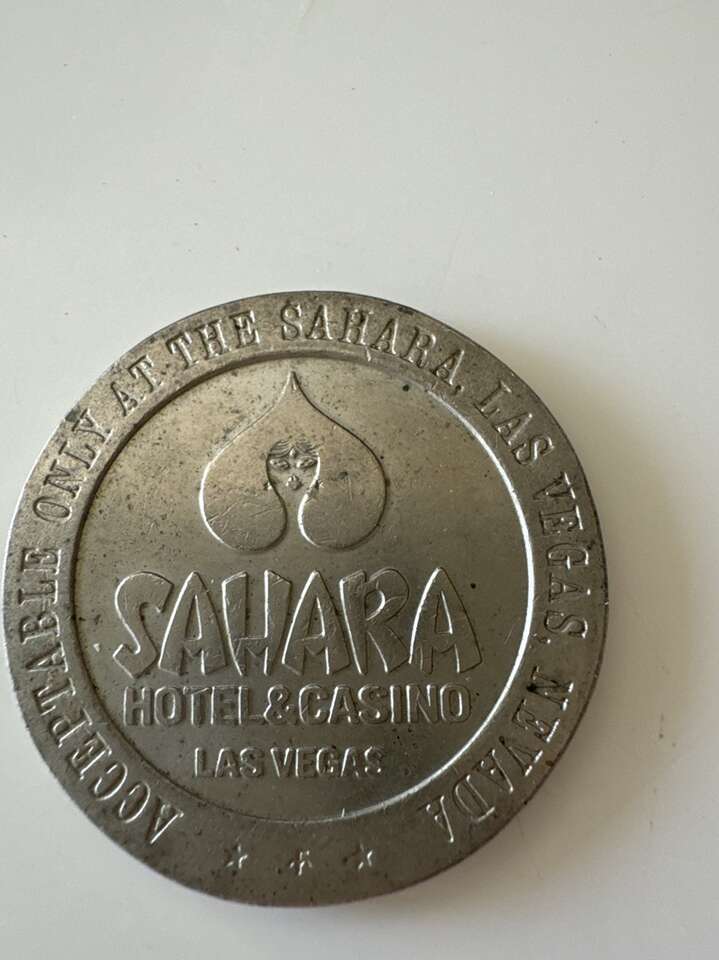 ACCEPTABLE ONLY AT THE SAHARA, LAS VEGAS, NEVADA
SAHARA
HOTEL & CASINO
LAS VEGAS